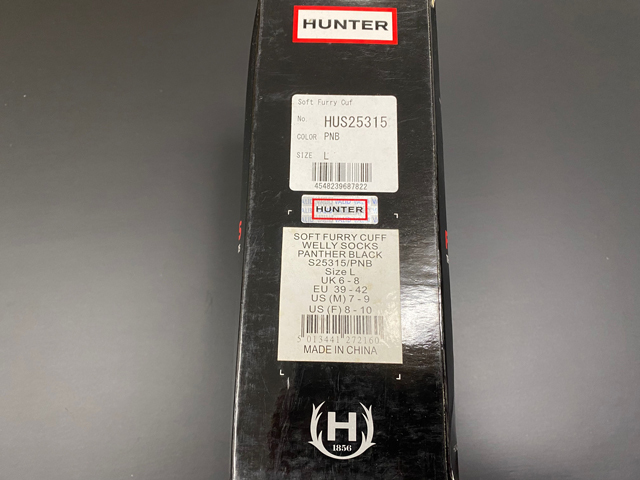 HUNTER
Soft Furry Cuf
No. HUS25315
COLOR PNB
SIZE L
4548239687822
HUNTER
SOFT FURRY CUFF
WELLY SOCKS
PANTHER BLACK
S25315/PNB
Size L
UK 6 - 8
EU 39 - 42
US (M) 7 - 9
US (F) 8 - 10
5 013441 272160
MADE IN CHINA
H
1856